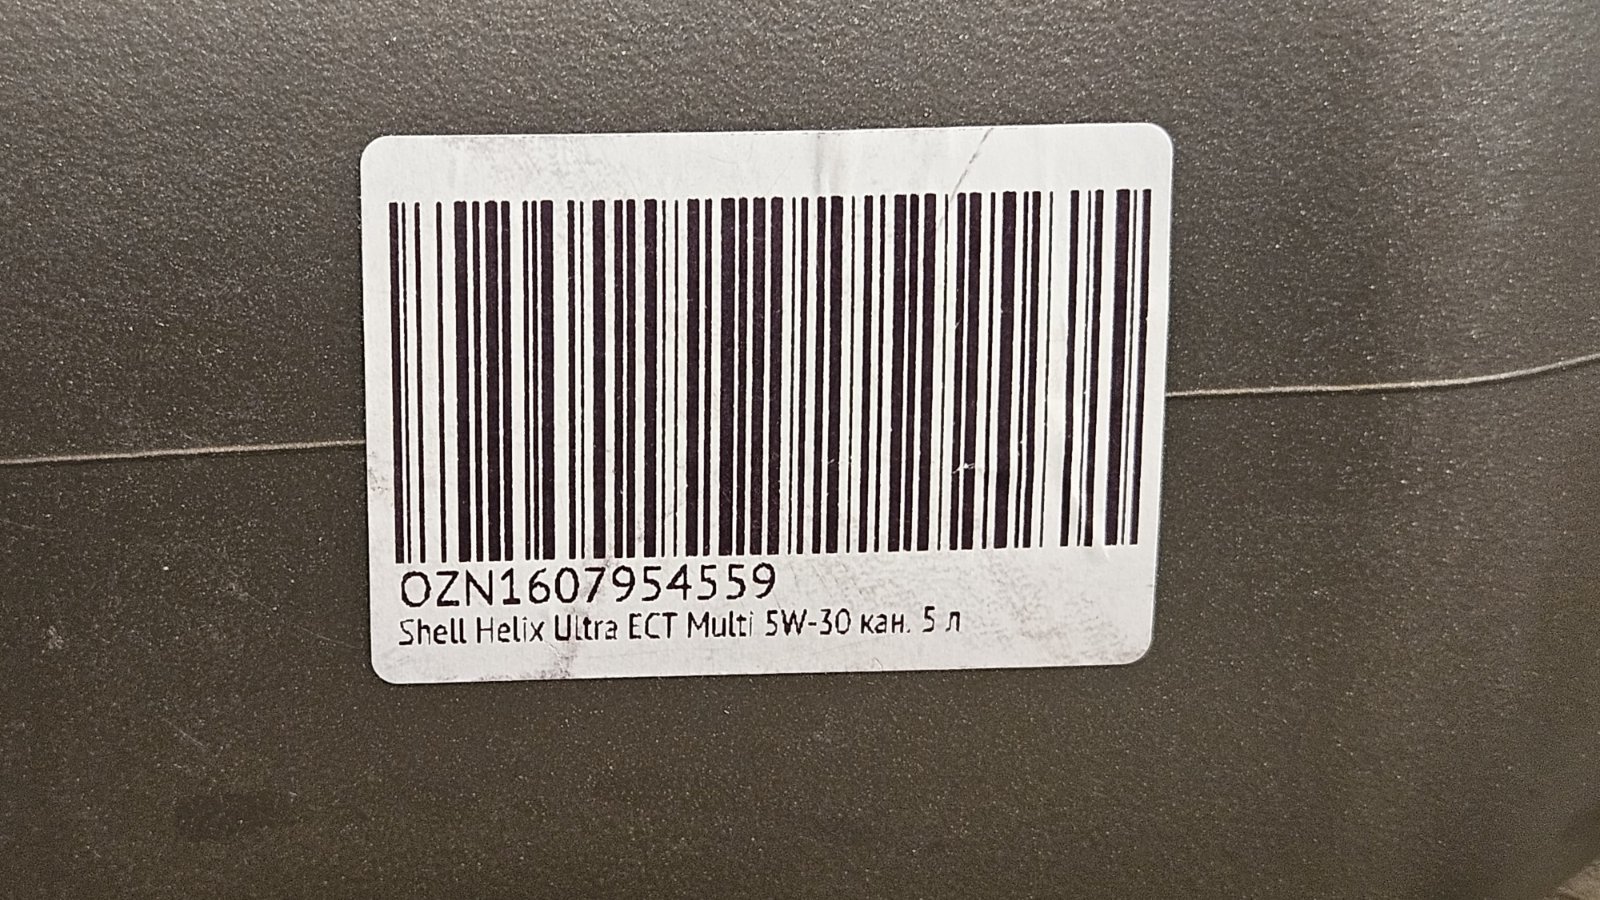 OZN1607954559
Shell Helix Ultra ECT Multi 5W-30 кан. 5 л